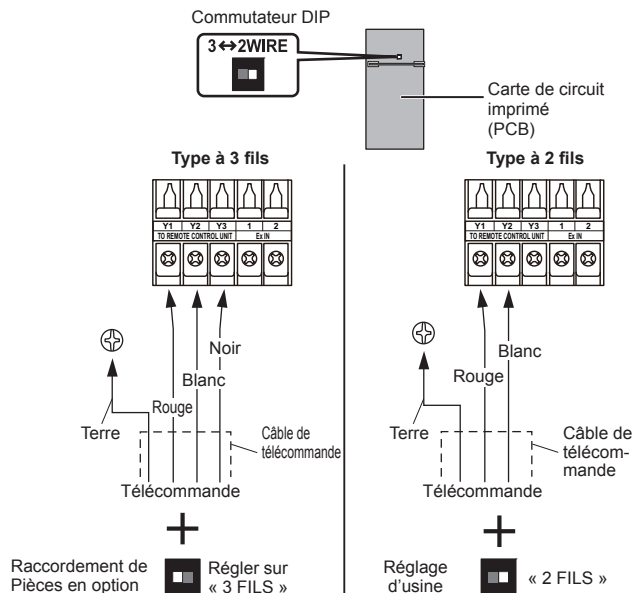 Commutateur DIP
3↔2WIRE
Carte de circuit
imprimé
(PCB)
Type à 3 fils
Y1 Y2 Y3 1 2
TO REMOTE CONTROL UNIT Ex IN
Noir
Blanc
Rouge
Terre
Câble de
télécommande
Télécommande
+
Raccordement de
Pièces en option
Régler sur
« 3 FILS »
Type à 2 fils
Y1 Y2 Y3 1 2
TO REMOTE CONTROL UNIT Ex IN
Blanc
Rouge
Terre
Câble de
télécom-
mande
Télécommande
+
Réglage
d'usine
« 2 FILS »